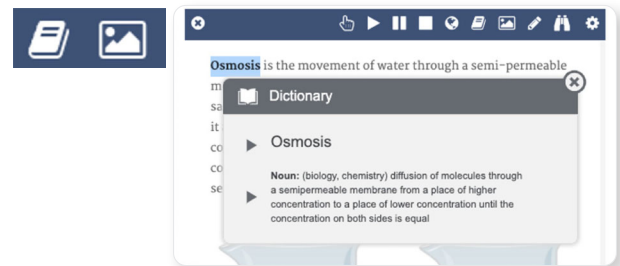 Osmosis is the movement of water through a semi-permeable
m
sa
it
co
co
se
Dictionary
Osmosis
Noun: (biology, chemistry) diffusion of molecules through
a semipermeable membrane from a place of higher
concentration to a place of lower concentration until the
concentration on both sides is equal